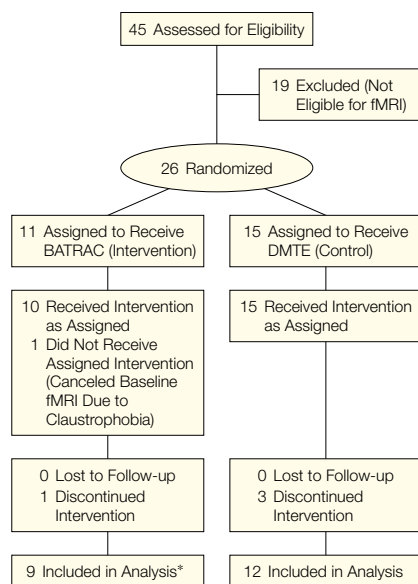 45 Assessed for Eligibility
19 Excluded (Not
Eligible for fMRI)
26 Randomized
11 Assigned to Receive
BATRAC (Intervention)
15 Assigned to Receive
DMTE (Control)
10 Received Intervention
as Assigned
1 Did Not Receive
Assigned Intervention
(Canceled Baseline
fMRI Due to
Claustrophobia)
15 Received Intervention
as Assigned
0 Lost to Follow-up
1 Discontinued
Intervention
0 Lost to Follow-up
3 Discontinued
Intervention
9 Included in Analysis*
12 Included in Analysis